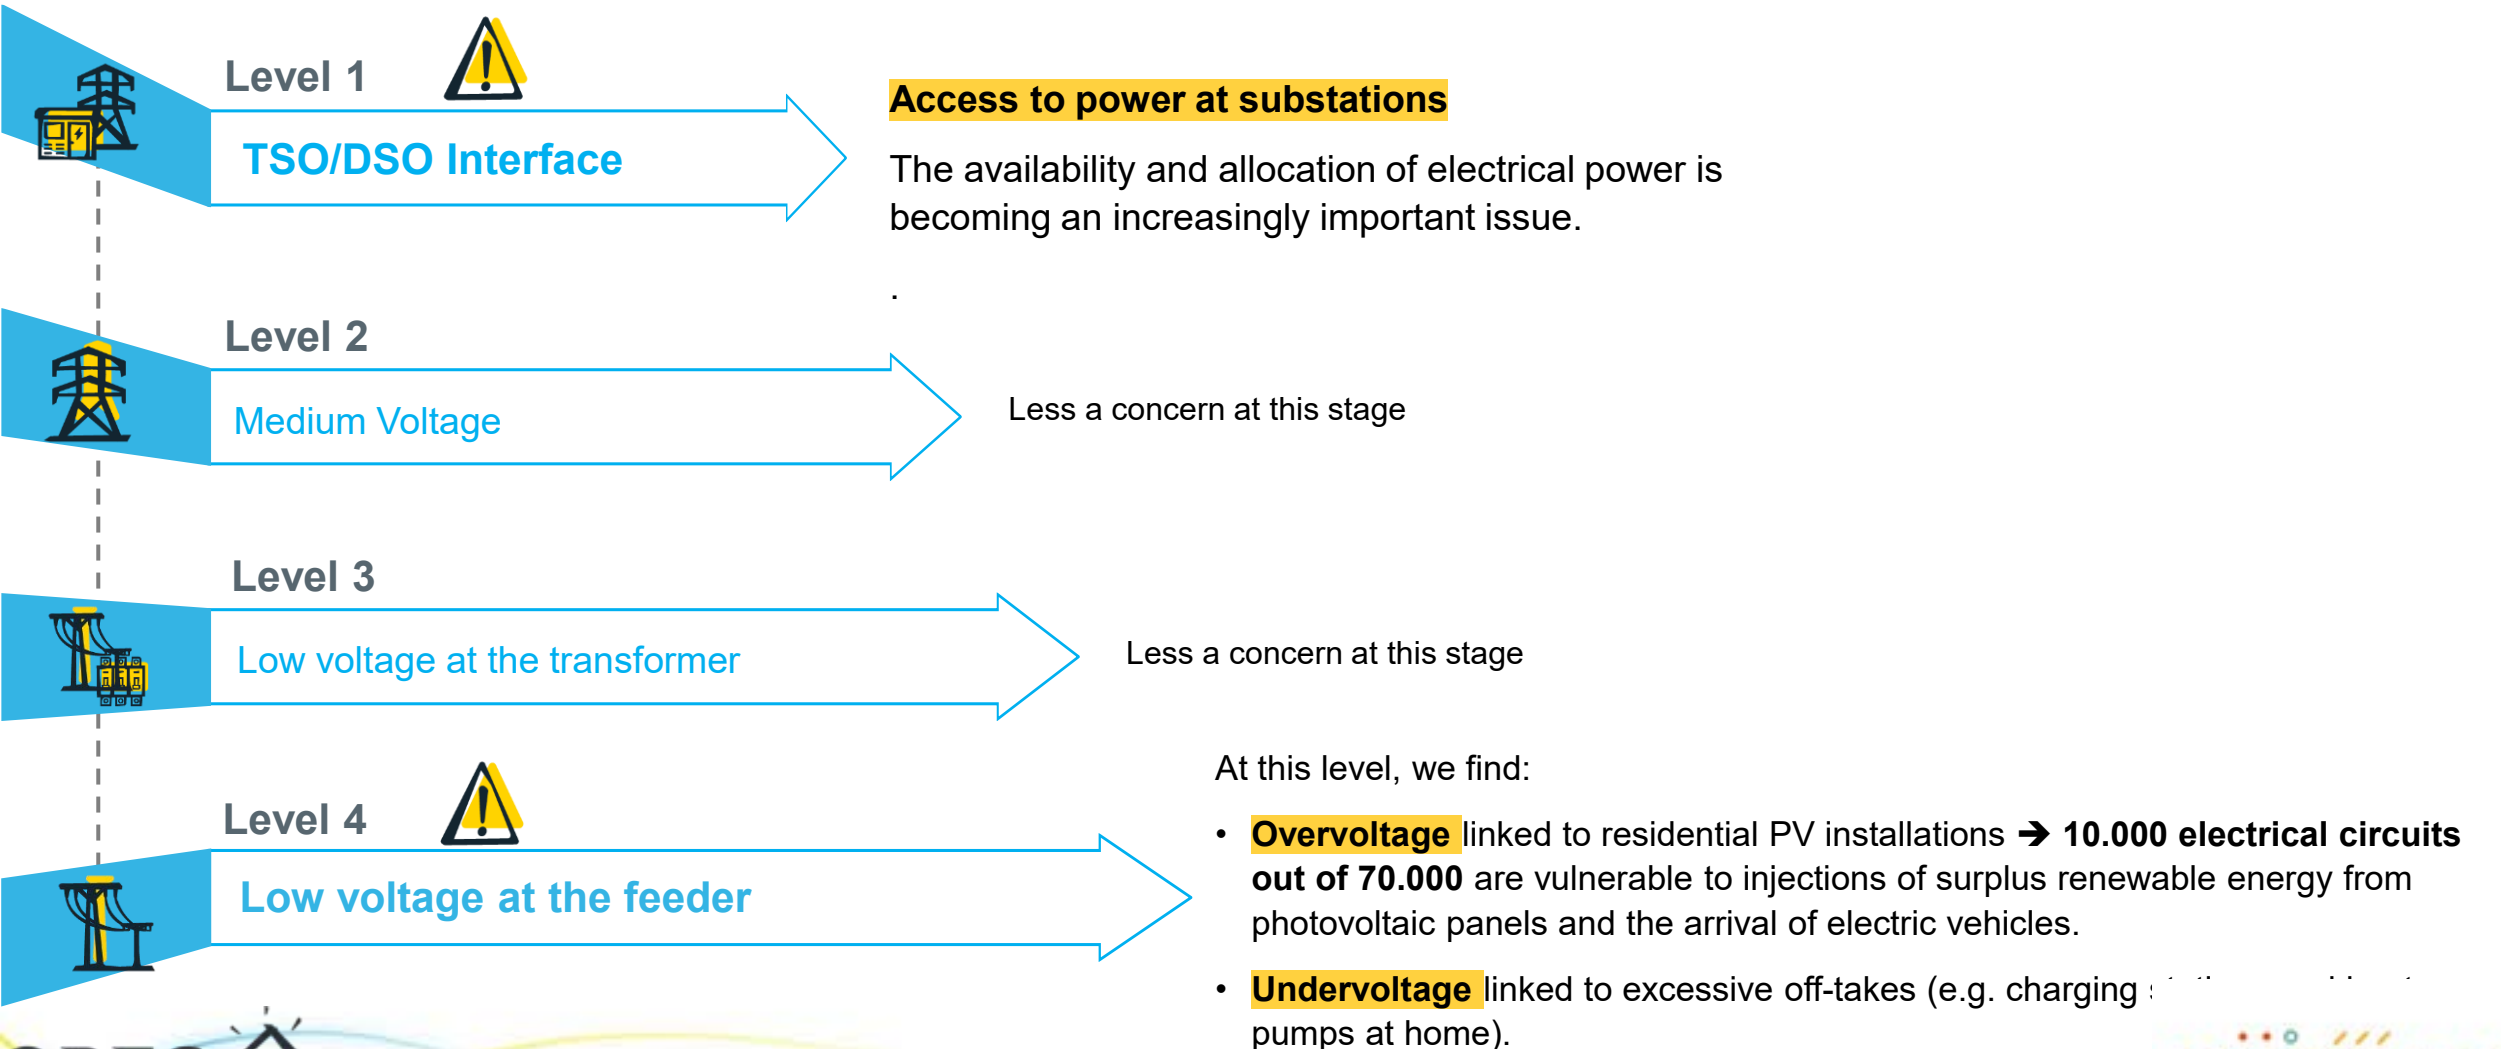 Level 1
TSO/DSO Interface
Access to power at substations
The availability and allocation of electrical power is
becoming an increasingly important issue.
.
Level 2
Medium Voltage
Less a concern at this stage
Level 3
Low voltage at the transformer
Less a concern at this stage
Level 4
Low voltage at the feeder
At this level, we find:
• Overvoltage linked to residential PV installations ➔ 10.000 electrical circuits
out of 70.000 are vulnerable to injections of surplus renewable energy from
photovoltaic panels and the arrival of electric vehicles.
• Undervoltage linked to excessive off-takes (e.g. charging
pumps at home).